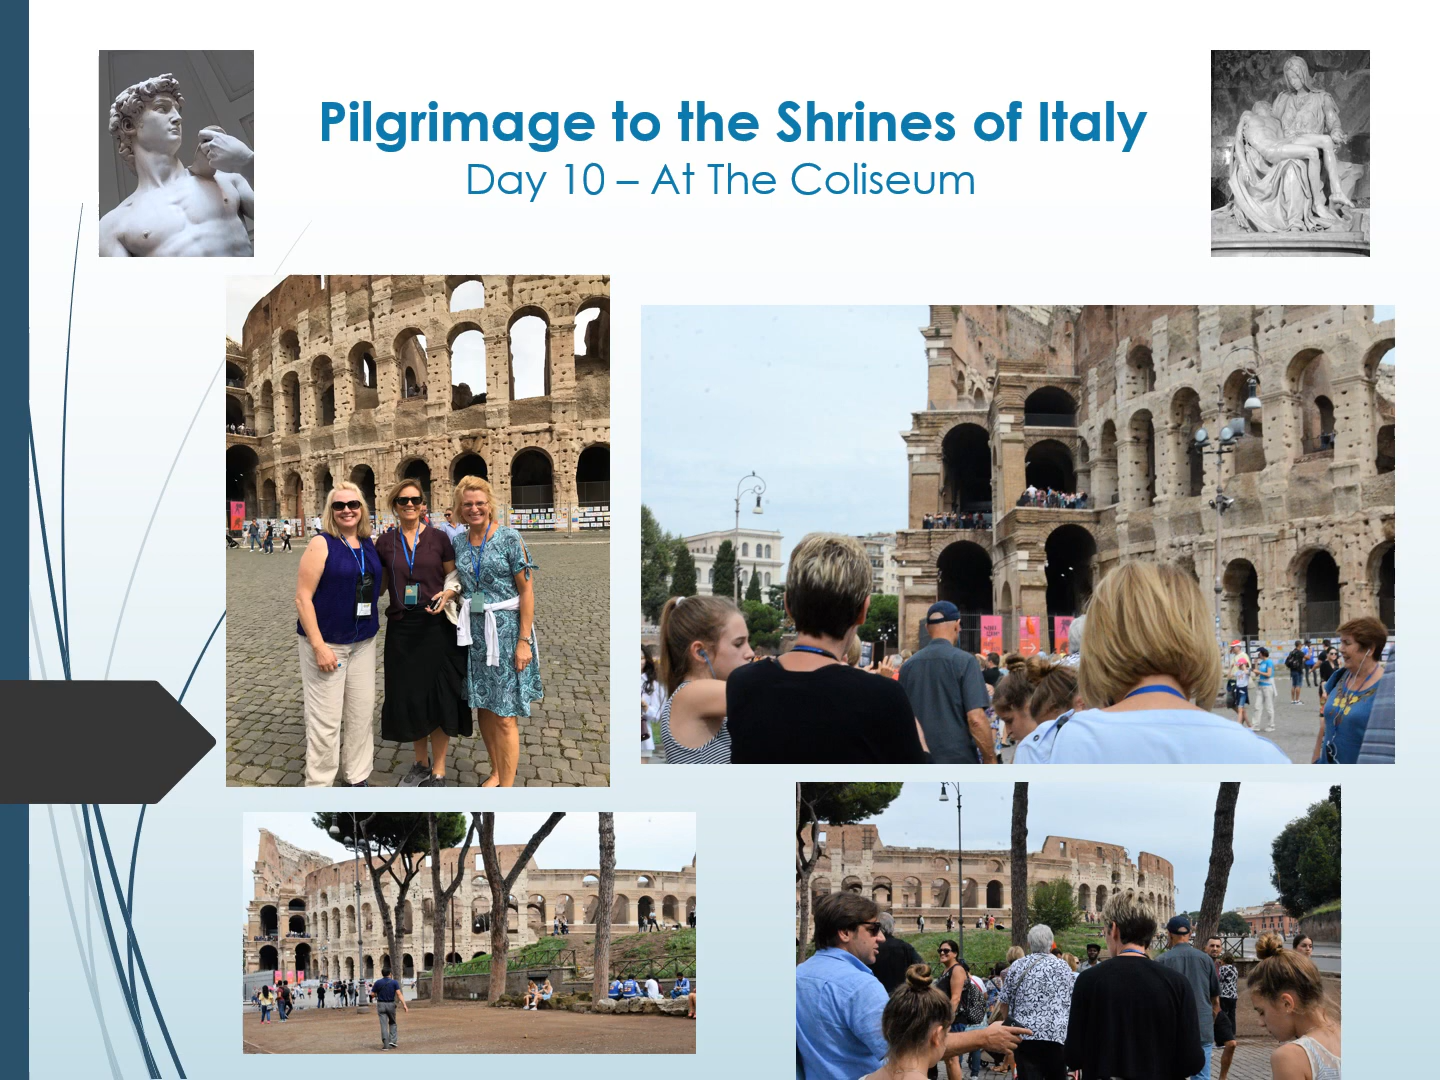 Pilgrimage to the Shrines of Italy
Day 10 – At The Coliseum